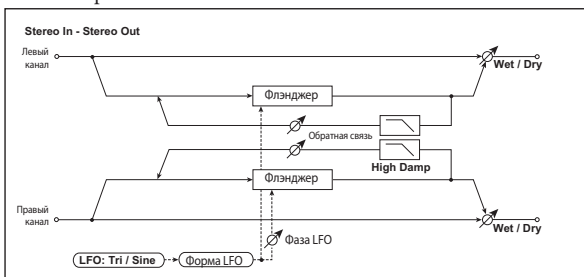 Stereo In - Stereo Out
Левый
канал
Wet / Dry
Флэнджер
Обратная связь
High Damp
Флэнджер
Правый
канал
Wet / Dry
Фаза LFO
LFO: Tri / Sine
Форма LFO